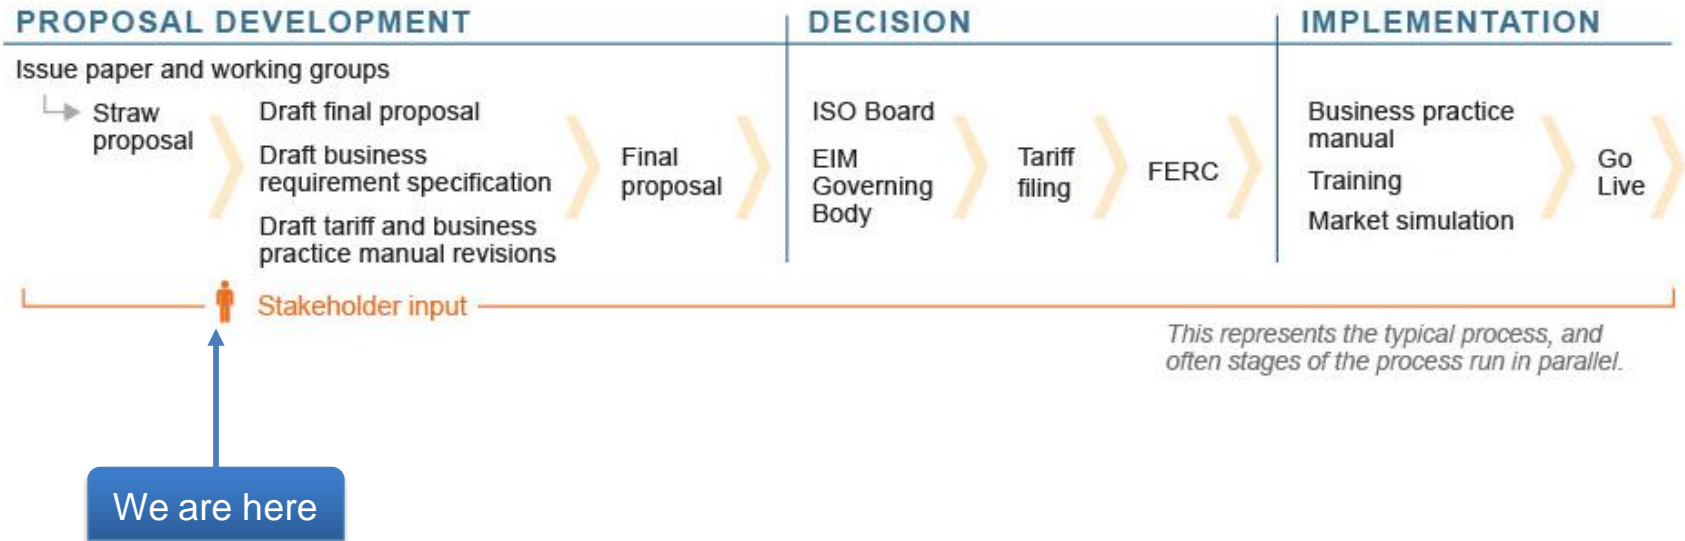 PROPOSAL DEVELOPMENT
DECISION
IMPLEMENTATION
Issue paper and working groups
Straw
proposal
Draft final proposal
Draft business
requirement specification
Draft tariff and business
practice manual revisions
Final
proposal
ISO Board
EIM
Governing
Body
Tariff
filing
FERC
Business practice
manual
Training
Market simulation
Go
Live
Stakeholder input
This represents the typical process, and
often stages of the process run in parallel.
We are here